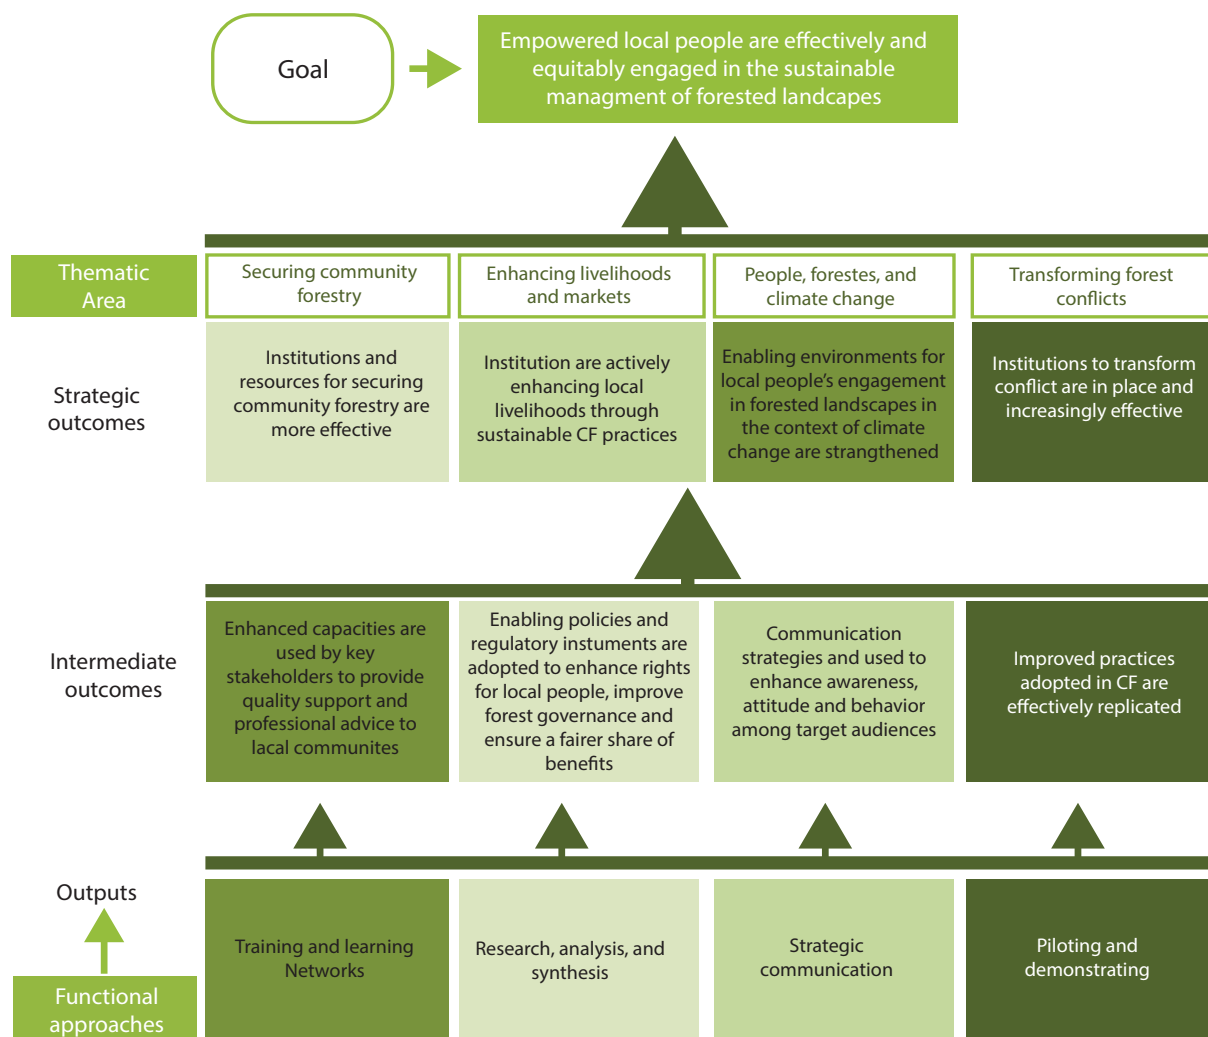 Goal
Empowered local people are effectively and
equitably engaged in the sustainable
managment of forested landcapes
Thematic
Area
Securing community
forestry
Enhancing livelihoods
and markets
People, forestes, and
climate change
Transforming forest
conflicts
Strategic
outcomes
Institutions and
resources for securing
community forestry are
more effective
Institution are actively
enhancing local
livelihoods through
sustainable CF practices
Enabling environments for
local people's engagement
in forested landscapes in
the context of climate
change are strengthened
Institutions to transform
conflict are in place and
increasingly effective
Intermediate
outcomes
Enhanced capacities are
used by key
stakeholders to provide
quality support and
professional advice to
lacal communites
Enabling policies and
regulatory instuments are
adopted to enhance rights
for local people, improve
forest governance and
ensure a fairer share of
benefits
Communication
strategies and used to
enhance awareness,
attitude and behavior
among target audiences
Improved practices
adopted in CF are
effectively replicated
Outputs
Functional
approaches
Training and learning
Networks
Research, analysis, and
synthesis
Strategic
communication
Piloting and
demonstrating